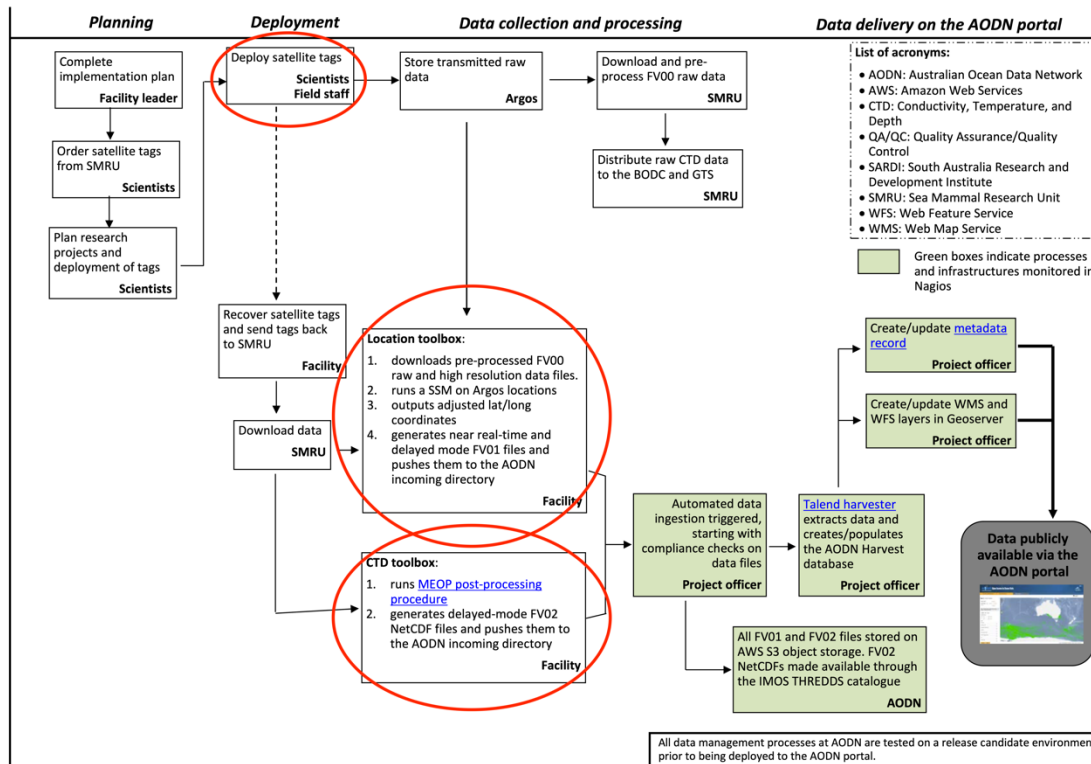 Planning
Deployment
Data collection and processing
Data delivery on the AODN portal
Complete
implementation plan
Facility leader
Order satellite tags
from SMRU
Scientists
Plan research
projects and
deployment of tags
Scientists
Deploy satellite tags
Scientists
Field staff
Recover satellite tags
and send tags back
to SMRU
Facility
Download data
SMRU
Store transmitted raw
data
Argos
Download and pre-
process FV00 raw data
SMRU
Distribute raw CTD data
to the BODC and GTS
SMRU
Location toolbox:
1. downloads pre-processed FV00
raw and high resolution data files.
2. runs a SSM on Argos locations
3. outputs adjusted lat/long
coordinates
4. generates near real-time and
delayed mode FV01 files and
pushes them to the AODN
incoming directory
Facility
CTD toolbox:
1. runs MEOP post-processing
procedure
2. generates delayed-mode FV02
NetCDF files and pushes them to
the AODN incoming directory
Facility
Automated data
ingestion triggered,
starting with
compliance checks on
data files
Project officer
Talend harvester
extracts data and
creates/populates
the AODN Harvest
database
Project officer
All FV01 and FV02 files stored on
AWS S3 object storage. FV02
NetCDFs made available through
the IMOS THREDDS catalogue
AODN
Create/update metadata
record
Project officer
Create/update WMS and
WFS layers in Geoserver
Project officer
Data publicly
available via the
AODN portal
List of acronyms:
• AODN: Australian Ocean Data Network
• AWS: Amazon Web Services
• CTD: Conductivity, Temperature, and
Depth
• QA/QC: Quality Assurance/Quality
Control
• SARDI: South Australia Research and
Development Institute
• SMRU: Sea Mammal Research Unit
• WFS: Web Feature Service
• WMS: Web Map Service
Green boxes indicate processes
and infrastructures monitored in
Nagios
All data management processes at AODN are tested on a release candidate environmen
prior to being deployed to the AODN portal.